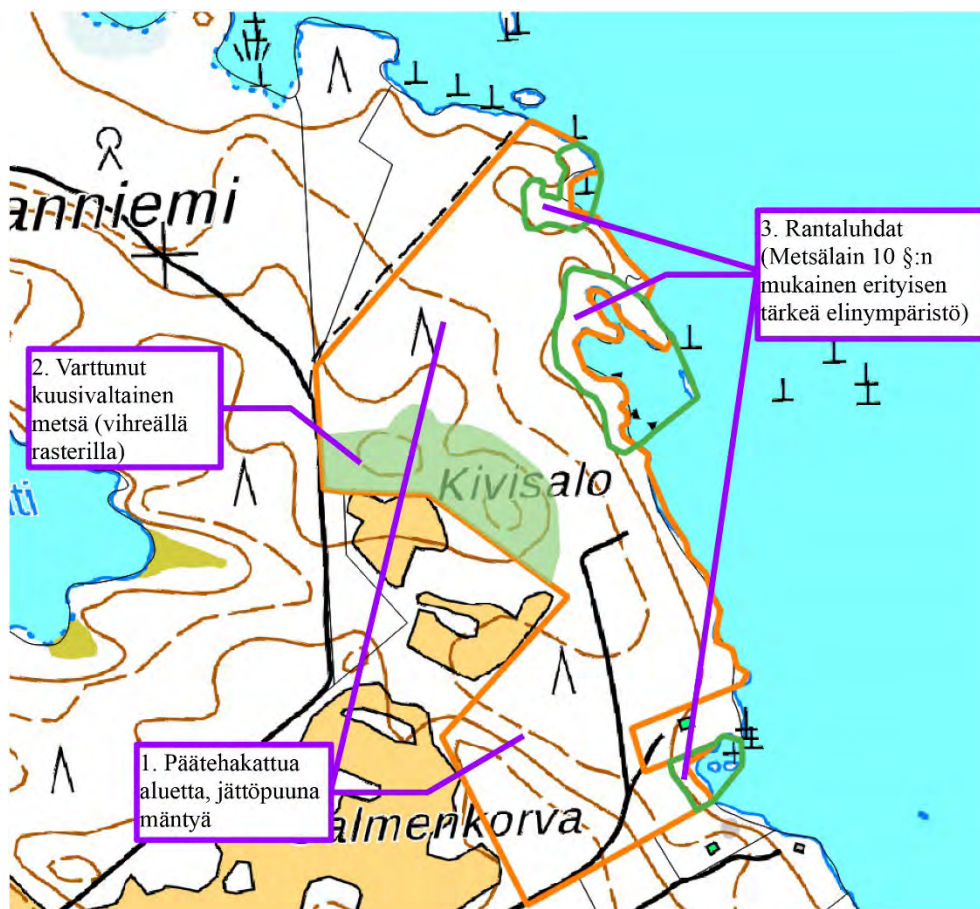 anniemi
3. Rantaluhdat
(Metsälain 10 §:n
mukainen erityisen
tärkeä elinympäristö)
2. Varttunut
kuusivaltainen
metsä (vihreällä
rasterilla)
Kivisalo
ti
1. Päätehakattua
aluetta, jättöpuuna
mäntyä
almenkorva